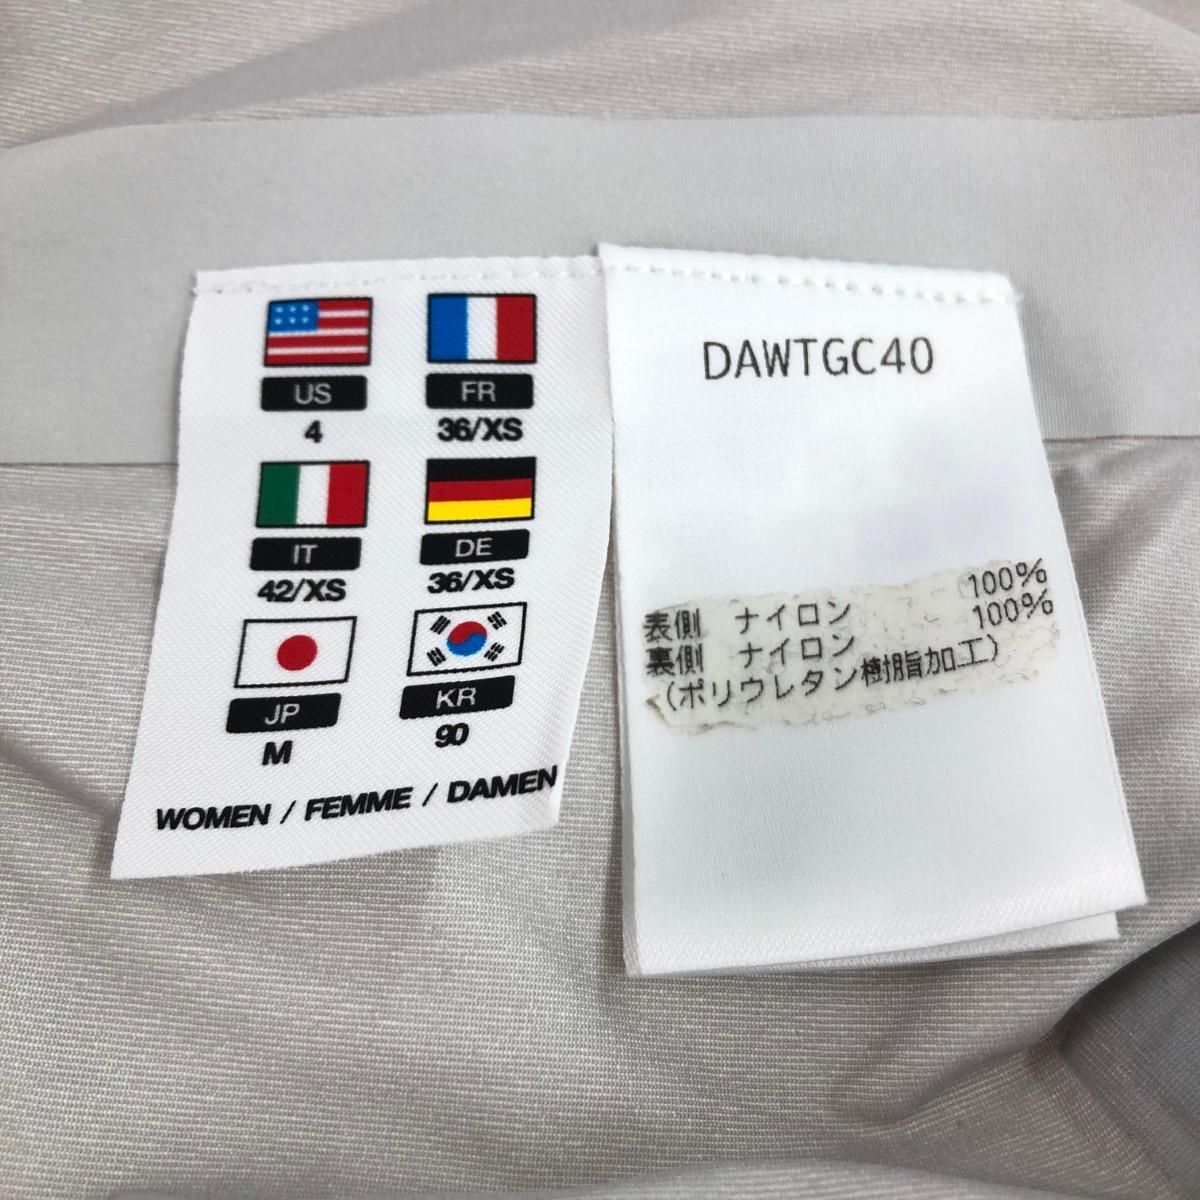 US FR
4 36/XS
IT DE
42/XS 36/XS
JP KR
M 90
WOMEN / FEMME / DAMEN
DAWTGC40
表側 ナイロン 100%
裏側 ナイロン 100%
(ポリウレタン樹脂加工)